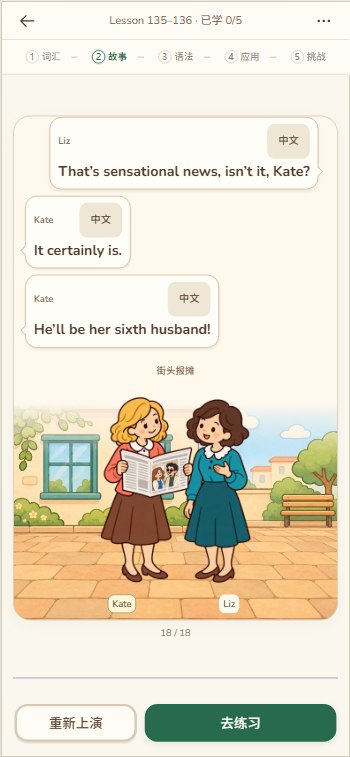 Lesson 135–136 · 已学 0/5
1 词汇 – 2 故事 – 3 语法 – 4 应用 – 5 挑战
Liz 中文
That's sensational news, isn't it, Kate?
Kate 中文
It certainly is.
Kate 中文
He'll be her sixth husband!
街头报摊
Kate Liz
18 / 18
重新上演 去练习